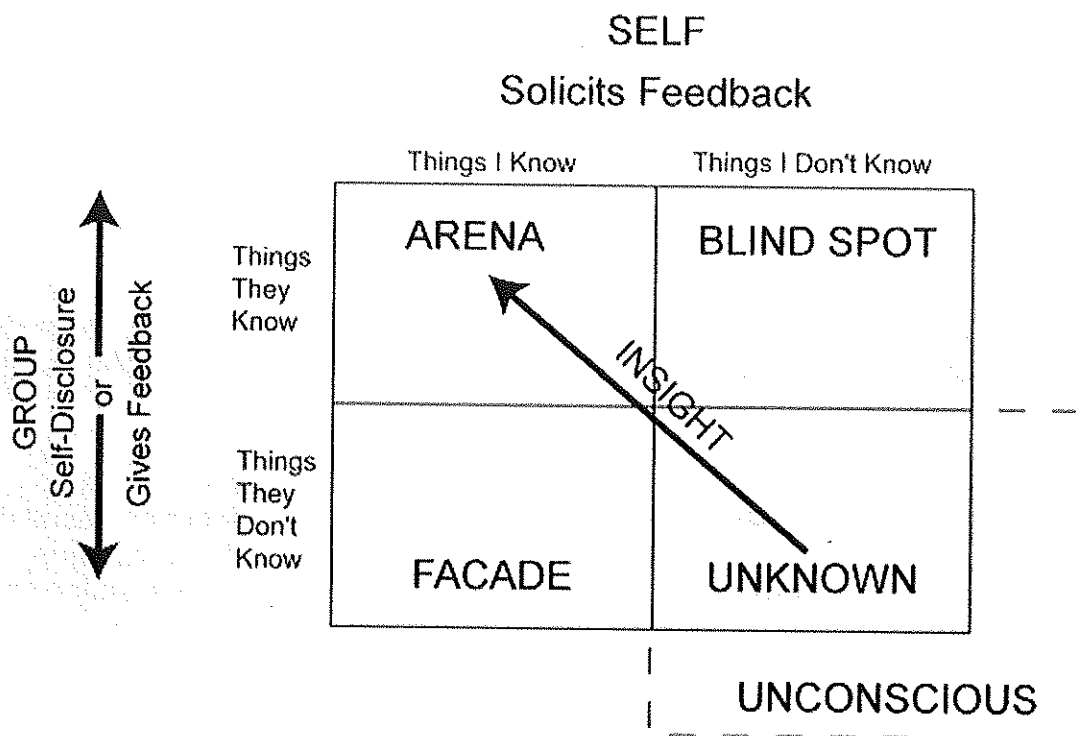 SELF
Solicits Feedback
Things I Know
Things I Don't Know
GROUP
Self-Disclosure
or
Gives Feedback
Things
They
Know
ARENA
BLIND SPOT
INSIGHT
Things
They
Don't
Know
FACADE
UNKNOWN
UNCONSCIOUS